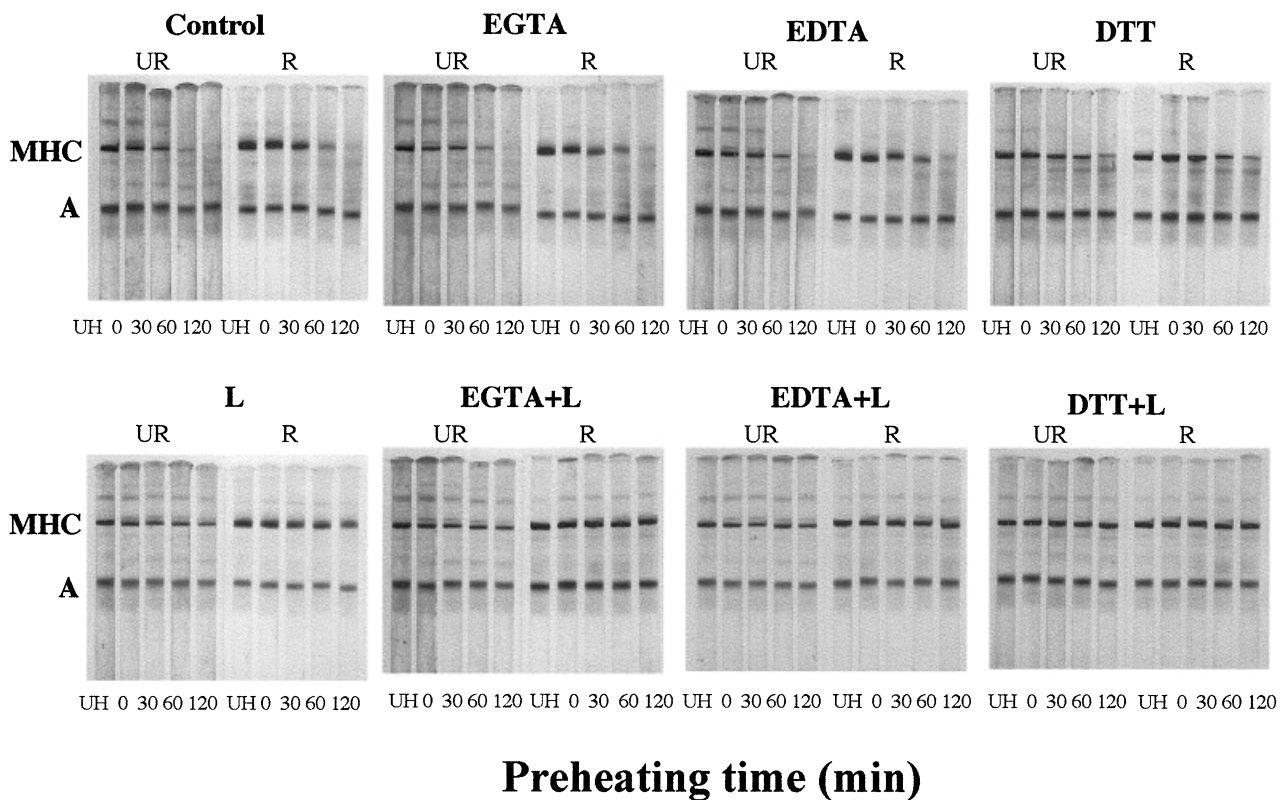 Control EGTA EDTA DTT
UR R UR R UR R UR R
MHC
A
UH 0 30 60 120 UH 0 30 60 120 UH 0 30 60 120 UH 0 30 60 120 UH 0 30 60 120 UH 0 30 60 120 UH 0 30 60 120 UH 0 30 60 120
L EGTA+L EDTA+L DTT+L
UR R UR R UR R UR R
MHC
A
UH 0 30 60 120 UH 0 30 60 120 UH 0 30 60 120 UH 0 30 60 120 UH 0 30 60 120 UH 0 30 60 120 UH 0 30 60 120 UH 0 30 60 120
Preheating time (min)